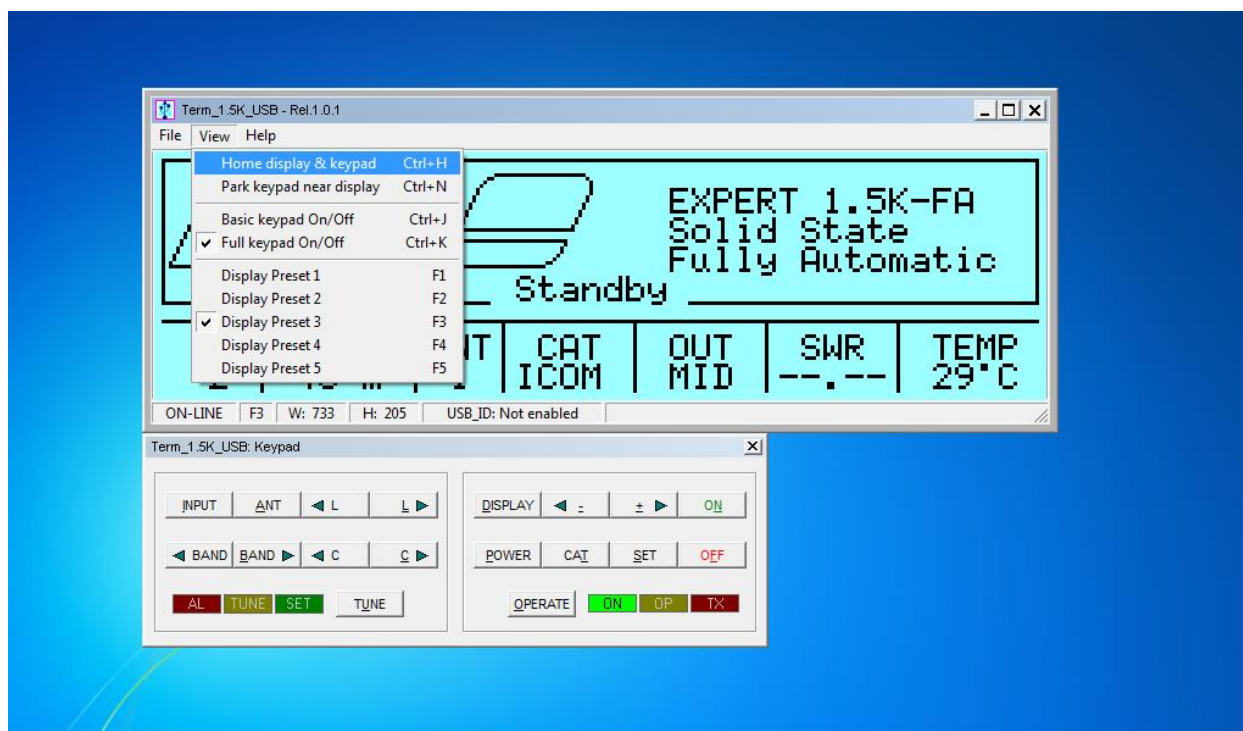 Term_1.5K_USB - Rel.1.0.1
File View Help
Home display & keypad Ctrl+H
Park keypad near display Ctrl+N
Basic keypad On/Off Ctrl+J
Full keypad On/Off Ctrl+K
Display Preset 1 F1
Display Preset 2 F2
Display Preset 3 F3
Display Preset 4 F4
Display Preset 5 F5
EXPERT 1.5K-FA
Solid State
Fully Automatic
Standby
CAT OUT SWR TEMP
ICOM MID --.-- 29°C
ON-LINE F3 W: 733 H: 205 USB_ID: Not enabled
Term_1.5K_USB: Keypad
INPUT ANT L L DISPLAY - + ON
BAND BAND C C POWER CAT SET OFF
AL TUNE SET TUNE OPERATE ON OP TX